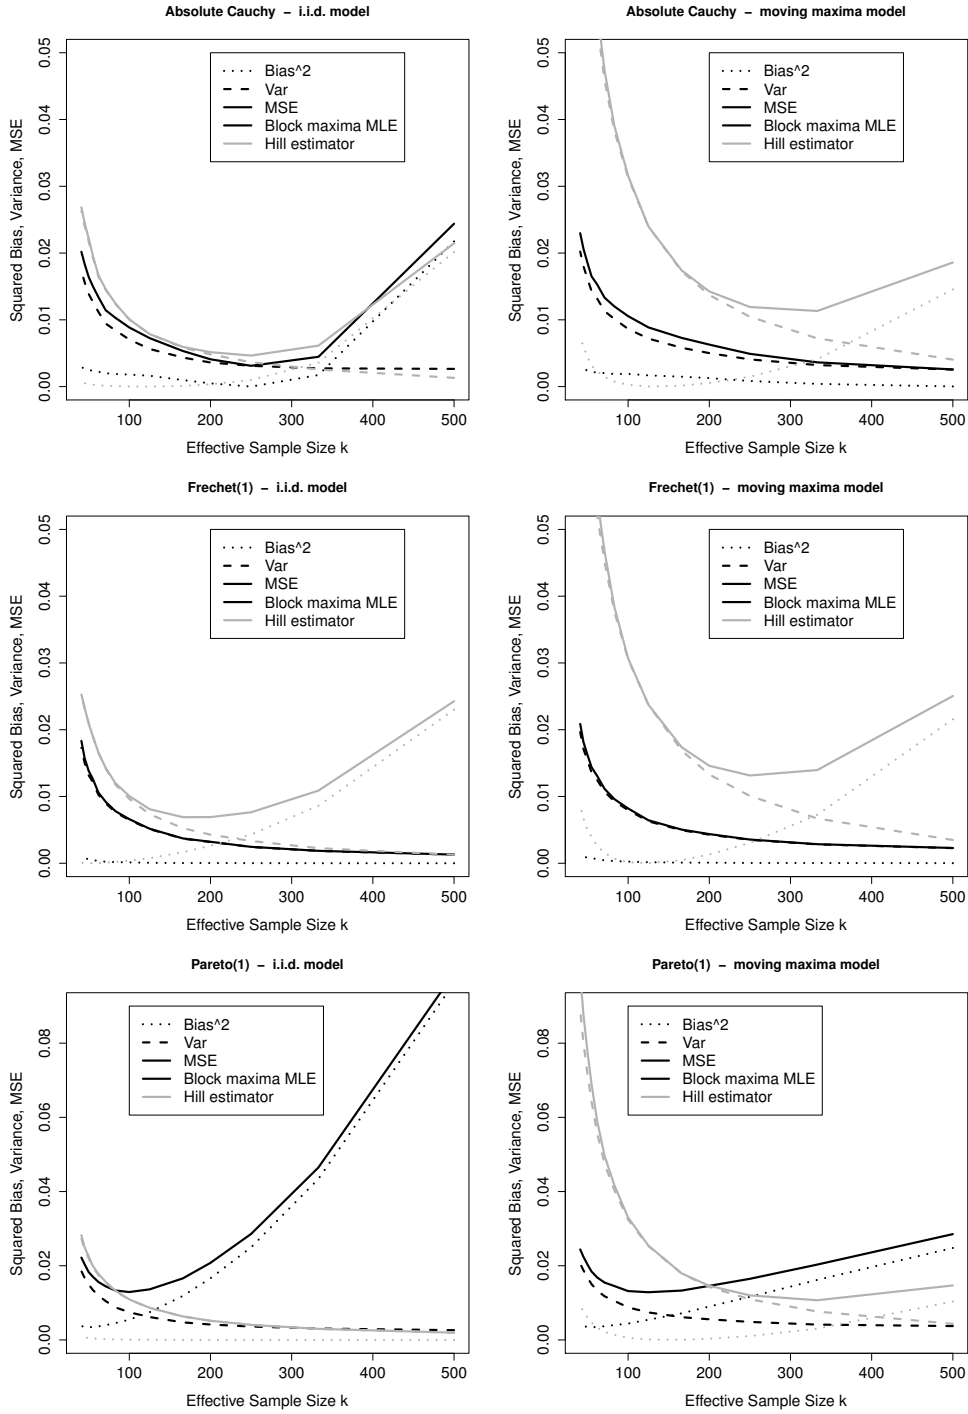 Absolute Cauchy − i.i.d. model
Squared Bias, Variance, MSE
0.00 0.01 0.02 0.03 0.04 0.05
Bias^2
Var
MSE
Block maxima MLE
Hill estimator
100 200 300 400 500
Effective Sample Size k
Absolute Cauchy − moving maxima model
Squared Bias, Variance, MSE
0.00 0.01 0.02 0.03 0.04 0.05
Bias^2
Var
MSE
Block maxima MLE
Hill estimator
100 200 300 400 500
Effective Sample Size k
Frechet(1) − i.i.d. model
Squared Bias, Variance, MSE
0.00 0.01 0.02 0.03 0.04 0.05
Bias^2
Var
MSE
Block maxima MLE
Hill estimator
100 200 300 400 500
Effective Sample Size k
Frechet(1) − moving maxima model
Squared Bias, Variance, MSE
0.00 0.01 0.02 0.03 0.04 0.05
Bias^2
Var
MSE
Block maxima MLE
Hill estimator
100 200 300 400 500
Effective Sample Size k
Pareto(1) − i.i.d. model
Squared Bias, Variance, MSE
0.00 0.02 0.04 0.06 0.08
Bias^2
Var
MSE
Block maxima MLE
Hill estimator
100 200 300 400 500
Effective Sample Size k
Pareto(1) − moving maxima model
Squared Bias, Variance, MSE
0.00 0.02 0.04 0.06 0.08
Bias^2
Var
MSE
Block maxima MLE
Hill estimator
100 200 300 400 500
Effective Sample Size k